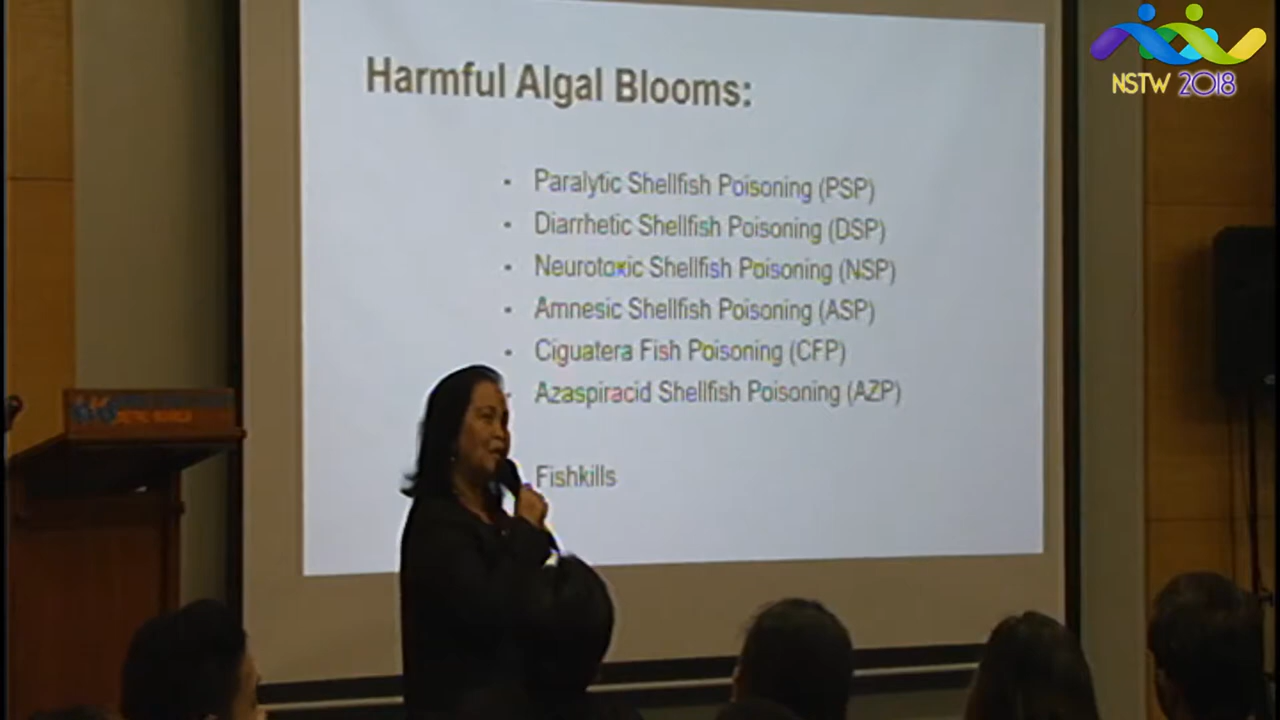 Harmful Algal Blooms:
- Paralytic Shellfish Poisoning (PSP)
- Diarrhetic Shellfish Poisoning (DSP)
- Neurotoxic Shellfish Poisoning (NSP)
- Amnesic Shellfish Poisoning (ASP)
- Ciguatera Fish Poisoning (CFP)
- Azaspiracid Shellfish Poisoning (AZP)
Fishkills
NSTW 2018